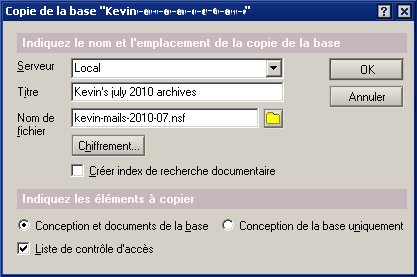 Copie de la base "Kevin
Indiquez le nom et l'emplacement de la copie de la base
Serveur
Local
OK
Titre
Kevin's july 2010 archives
Annuler
Nom de fichier
kevin-mails-2010-07.nsf
Chiffrement...
Créer index de recherche documentaire
Indiquez les éléments à copier
Conception et documents de la base
Conception de la base uniquement
Liste de contrôle d'accès